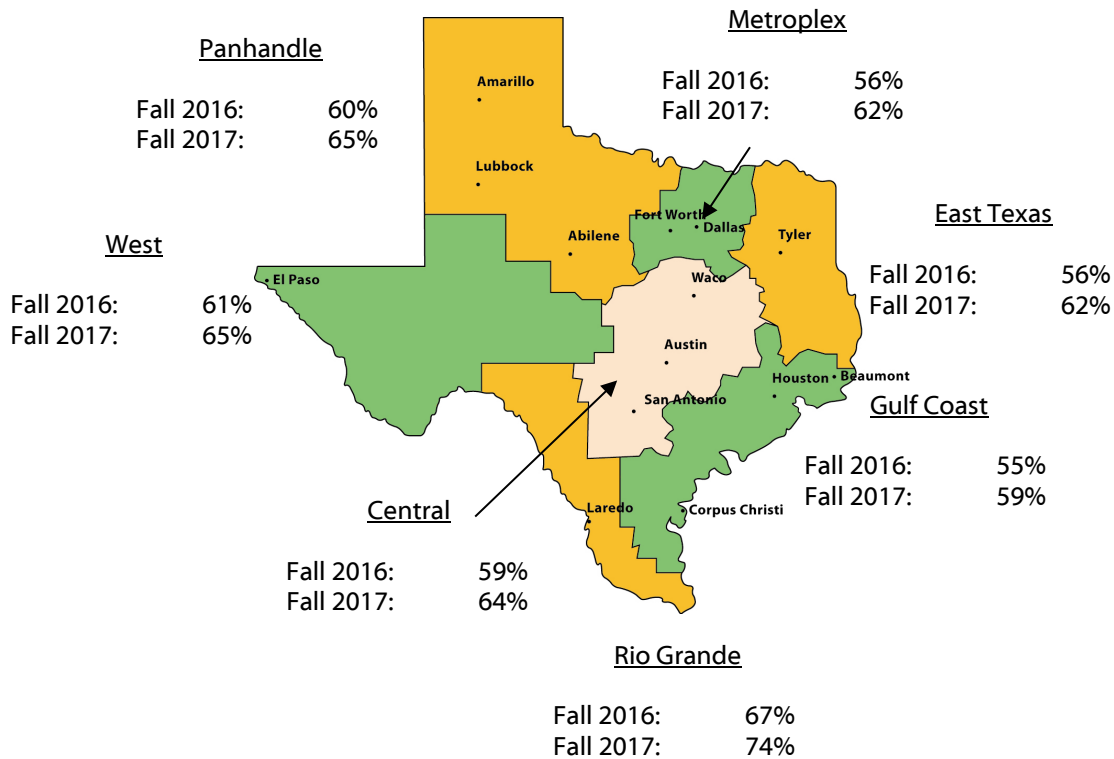 Metroplex
Fall 2016: 56%
Fall 2017: 62%
Panhandle
Fall 2016: 60%
Fall 2017: 65%
Amarillo
Lubbock
Abilene
Fort Worth
Dallas
Tyler
East Texas
Fall 2016: 56%
Fall 2017: 62%
West
Fall 2016: 61%
Fall 2017: 65%
El Paso
Waco
Austin
San Antonio
Houston
Beaumont
Gulf Coast
Fall 2016: 55%
Fall 2017: 59%
Central
Fall 2016: 59%
Fall 2017: 64%
Laredo
Corpus Christi
Rio Grande
Fall 2016: 67%
Fall 2017: 74%